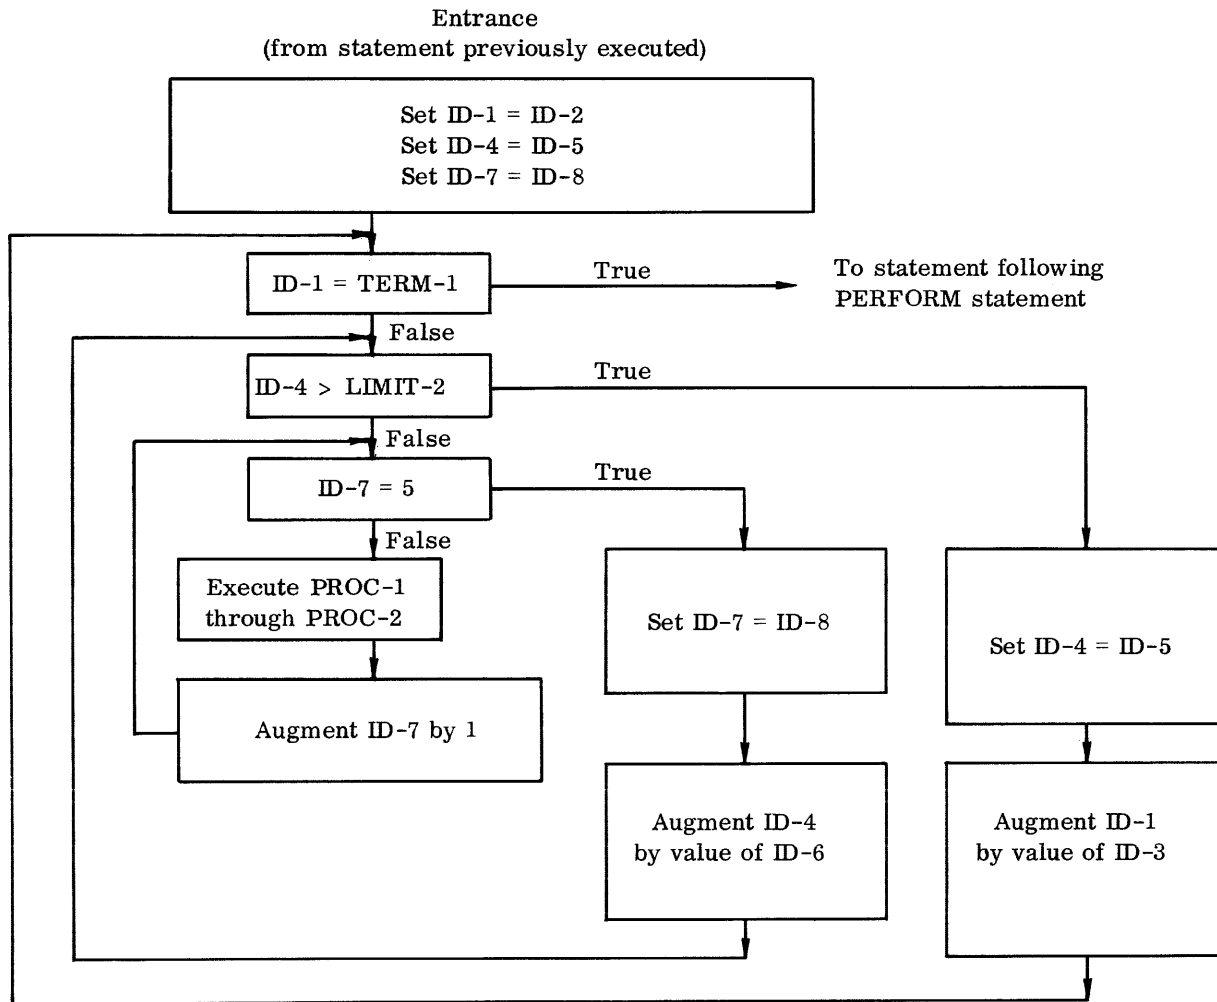 Entrance
(from statement previously executed)
Set ID-1 = ID-2
Set ID-4 = ID-5
Set ID-7 = ID-8
ID-1 = TERM-1
True
To statement following
PERFORM statement
False
ID-4 > LIMIT-2
True
False
ID-7 = 5
True
False
Execute PROC-1
through PROC-2
Augment ID-7 by 1
Set ID-7 = ID-8
Set ID-4 = ID-5
Augment ID-4
by value of ID-6
Augment ID-1
by value of ID-3